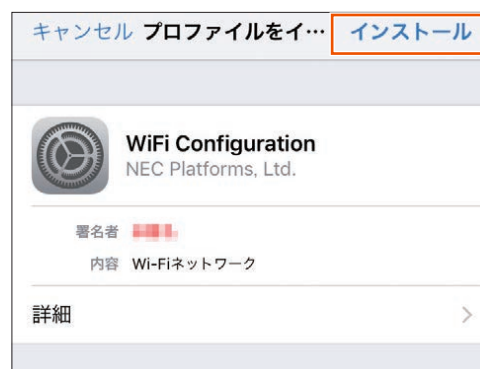 キャンセル プロファイルをイ… インストール
WiFi Configuration
NEC Platforms, Ltd.
署名者
内容 Wi-Fiネットワーク
詳細